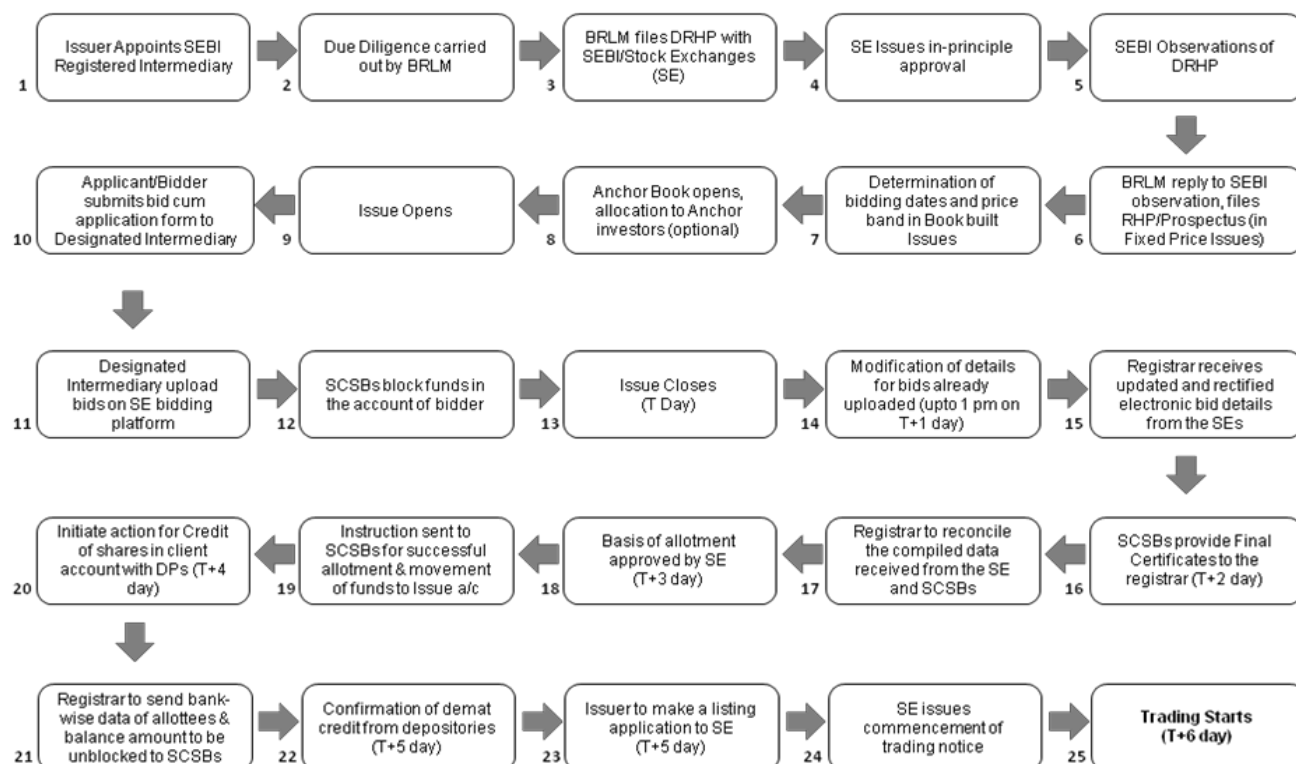 Issuer Appoints SEBI
Registered Intermediary
1
Due Diligence carried
out by BRLM
2
BRLM files DRHP with
SEBI/Stock Exchanges
(SE)
3
SE Issues in-principle
approval
4
SEBI Observations of
DRHP
5
BRLM reply to SEBI
observation, files
RHP/Prospectus (in
Fixed Price Issues)
6
Determination of
bidding dates and price
band in Book built
Issues
7
Anchor Book opens,
allocation to Anchor
investors (optional)
8
Issue Opens
9
Applicant/Bidder
submits bid cum
application form to
Designated Intermediary
10
Designated
Intermediary upload
bids on SE bidding
platform
11
SCSBs block funds in
the account of bidder
12
Issue Closes
(T Day)
13
Modification of details
for bids already
uploaded (upto 1 pm on
T+1 day)
14
Registrar receives
updated and rectified
electronic bid details
from the SEs
15
SCSBs provide Final
Certificates to the
registrar (T+2 day)
16
Registrar to reconcile
the compiled data
received from the SE
and SCSBs
17
Basis of allotment
approved by SE
(T+3 day)
18
Instruction sent to
SCSBs for successful
allotment & movement
of funds to Issue a/c
19
Initiate action for Credit
of shares in client
account with DPs (T+4
day)
20
Registrar to send bank-
wise data of allottees &
balance amount to be
unblocked to SCSBs
21
Confirmation of demat
credit from depositories
(T+5 day)
22
Issuer to make a listing
application to SE
(T+5 day)
23
SE issues
commencement of
trading notice
24
Trading Starts
(T+6 day)
25